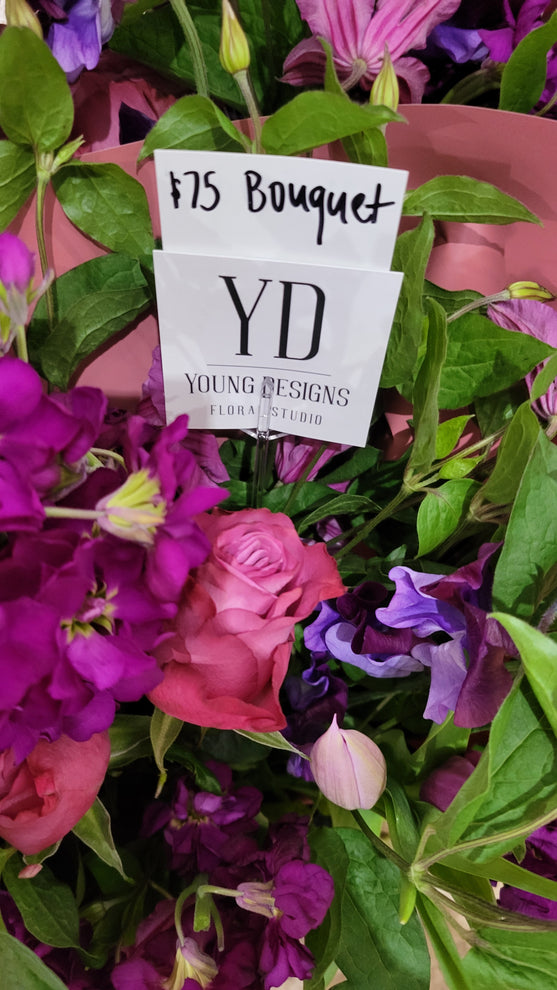 $75 Bouquet
YD
YOUNG DESIGNS
FLORAL STUDIO